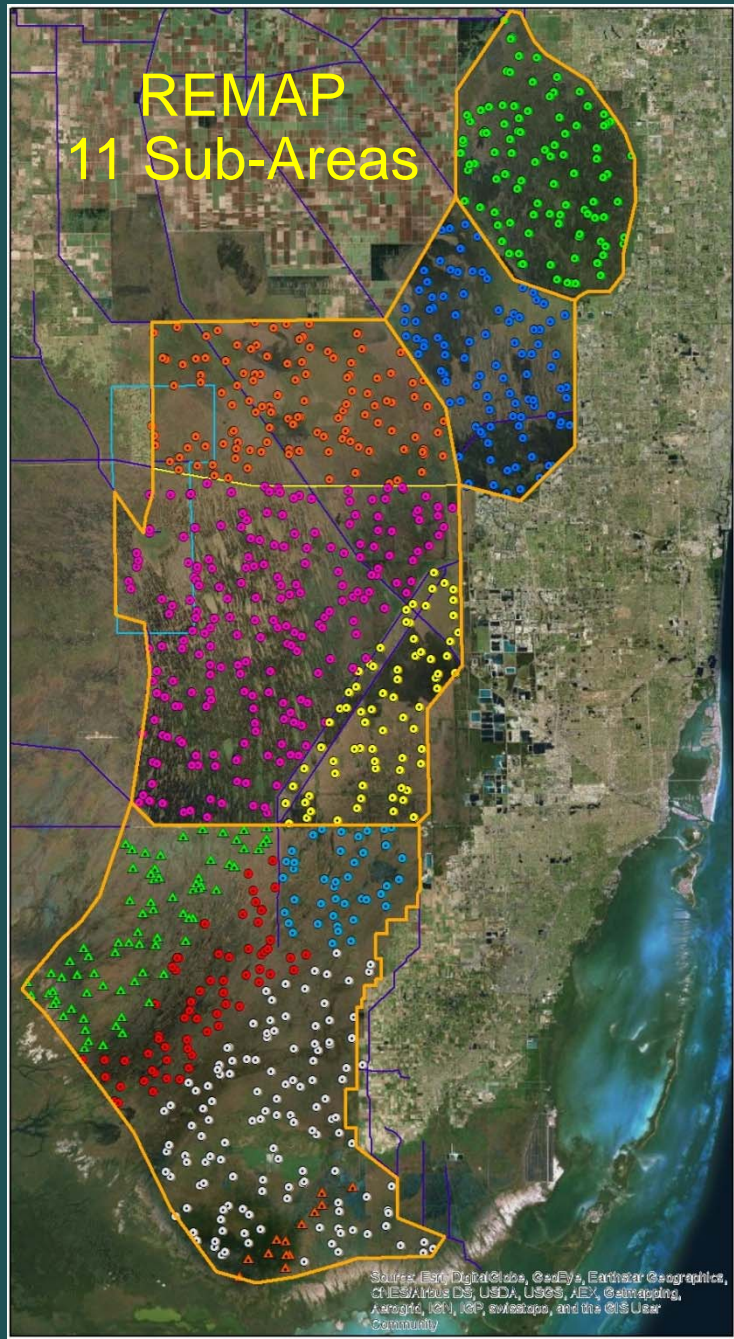 REMAP
11 Sub-Areas
Source: Esri, DigitalGlobe, GeoEye, Earthstar Geographics,
CNES/Airbus DS, USDA, USGS, AEX, Getmapping,
Aerogrid, IGN, IGP, swisstopo, and the GIS User
Community